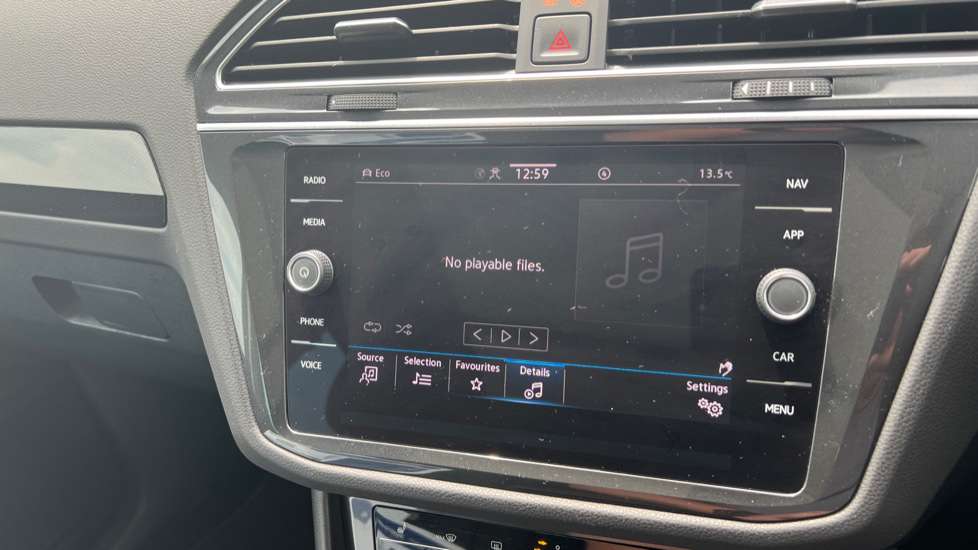 RADIO
MEDIA
PHONE
VOICE
Eco
12:59
13.5°C
No playable files.
Source
Selection
Favourites
Details
Settings
NAV
APP
CAR
MENU